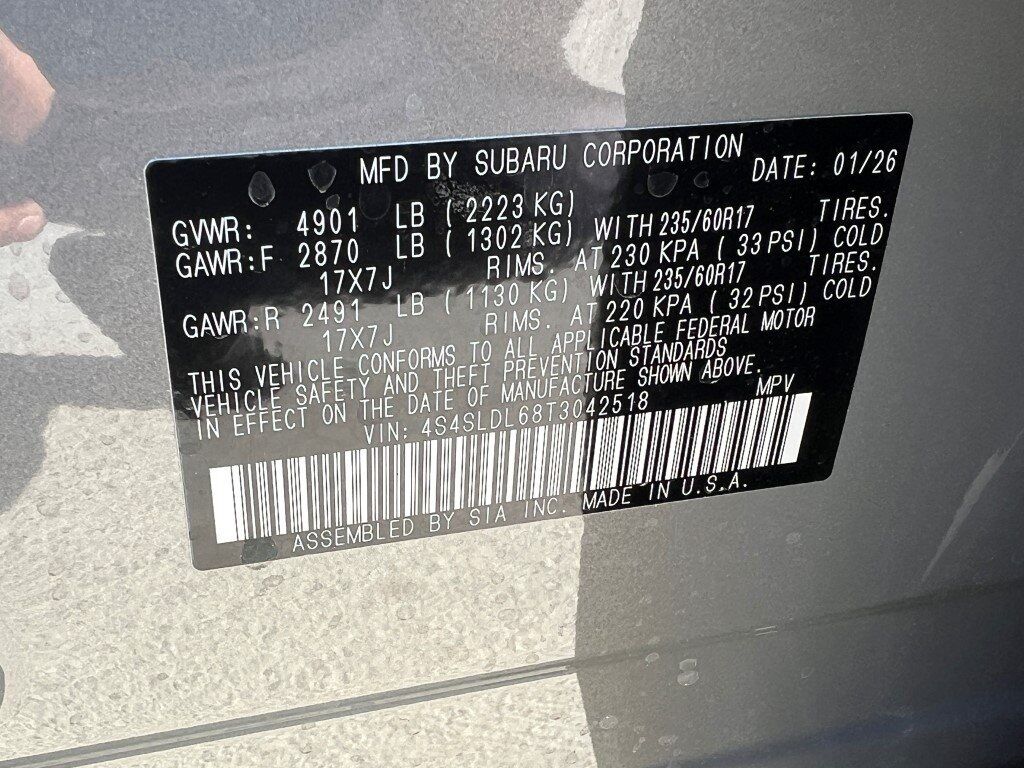 MFD BY SUBARU CORPORATION DATE: 01/26
GVWR: 4901 LB ( 2223 KG)
GAWR:F 2870 LB ( 1302 KG) WITH 235/60R17 TIRES.
17X7J RIMS. AT 230 KPA ( 33 PSI) COLD
GAWR:R 2491 LB ( 1130 KG) WITH 235/60R17 TIRES.
17X7J RIMS. AT 220 KPA ( 32 PSI) COLD
THIS VEHICLE CONFORMS TO ALL APPLICABLE FEDERAL MOTOR
VEHICLE SAFETY AND THEFT PREVENTION STANDARDS
IN EFFECT ON THE DATE OF MANUFACTURE SHOWN ABOVE.
VIN: 4S4SLDL68T3042518 MPV
ASSEMBLED BY SIA INC. MADE IN U.S.A.